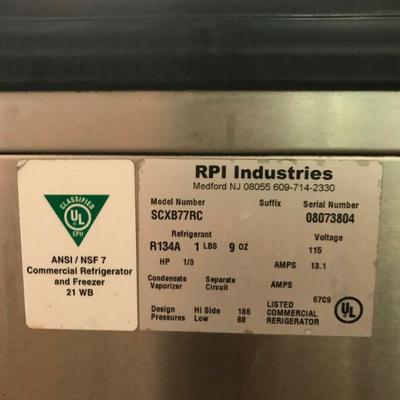 CLASSIFIED
UL
EPH
ANSI / NSF 7
Commercial Refrigerator
and Freezer
21 WB
RPI Industries
Medford NJ 08055 609-714-2330
Model Number Suffix Serial Number
SCXB77RC 08073804
Refrigerant Voltage
R134A 1 LBS 9 OZ 115
HP 1/3 AMPS 13.1
Condensate Separate
Vaporizer Circuit AMPS
67C9
Design Hi Side 186 LISTED
Pressures Low 88 COMMERCIAL
RERIGERATOR
UL